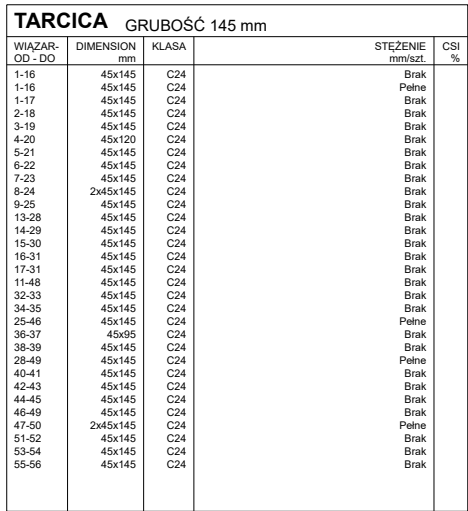 TARCICA GRUBOŚĆ 145 mm
WIĄZAR- DIMENSION KLASA STĘŻENIE CSI
OD - DO mm mm/szt. %
1-16 45x145 C24 Brak
1-16 45x145 C24 Pełne
1-17 45x145 C24 Brak
2-18 45x145 C24 Brak
3-19 45x145 C24 Brak
4-20 45x120 C24 Brak
5-21 45x145 C24 Brak
6-22 45x145 C24 Brak
7-23 45x145 C24 Brak
8-24 2x45x145 C24 Brak
9-25 45x145 C24 Brak
13-28 45x145 C24 Brak
14-29 45x145 C24 Brak
15-30 45x145 C24 Brak
16-31 45x145 C24 Brak
17-31 45x145 C24 Brak
11-48 45x145 C24 Brak
32-33 45x145 C24 Brak
34-35 45x145 C24 Brak
25-46 45x145 C24 Pełne
36-37 45x95 C24 Brak
38-39 45x145 C24 Brak
28-49 45x145 C24 Pełne
40-41 45x145 C24 Brak
42-43 45x145 C24 Brak
44-45 45x145 C24 Brak
46-49 45x145 C24 Brak
47-50 2x45x145 C24 Pełne
51-52 45x145 C24 Brak
53-54 45x145 C24 Brak
55-56 45x145 C24 Brak